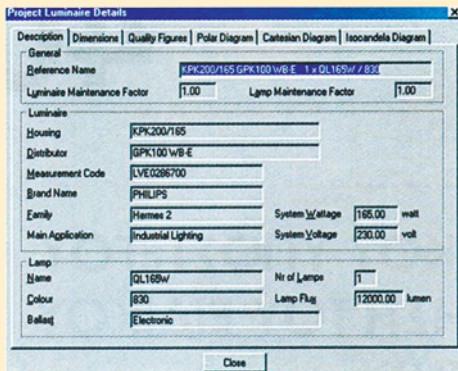 Project Luminaire Details
Description Dimensions Quality Figures Polar Diagram Cartesian Diagram Isocandela Diagram
General
Reference Name KPK200/165 GPK100 WB-E 1 x QL165W / 830
Luminaire Maintenance Factor 1.00 Lamp Maintenance Factor 1.00
Luminaire
Housing KPK200/165
Distributor GPK100 WB-E
Measurement Code LVE0286700
Brand Name PHILIPS
Family Hermes 2 System Wattage 165.00 watt
Main Application Industrial Lighting System Voltage 230.00 volt
Lamp
Name QL165W Nr of Lamps 1
Colour 830 Lamp Flux 12000.00 lumen
Ballast Electronic
Close